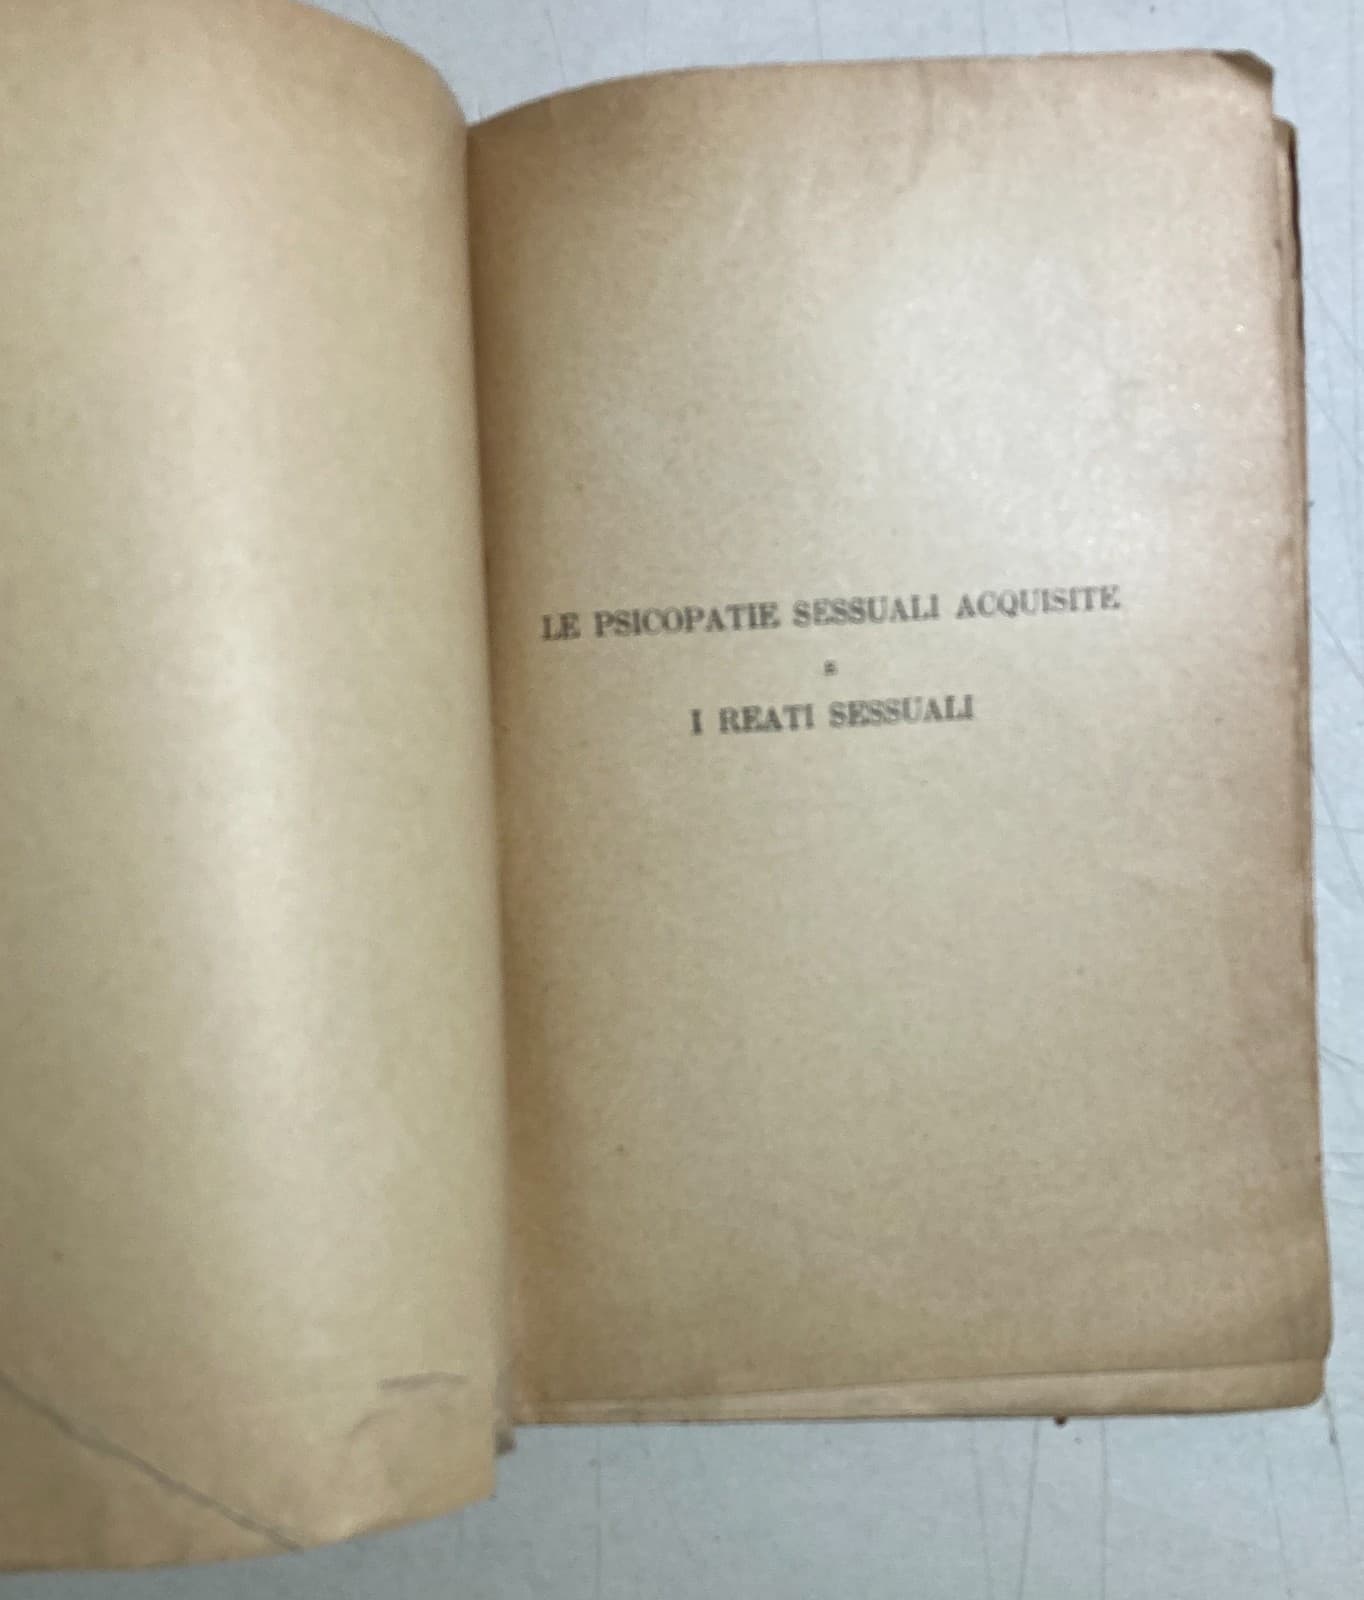 LE PSICOPATIE SESSUALI ACQUISITE
E
I REATI SESSUALI